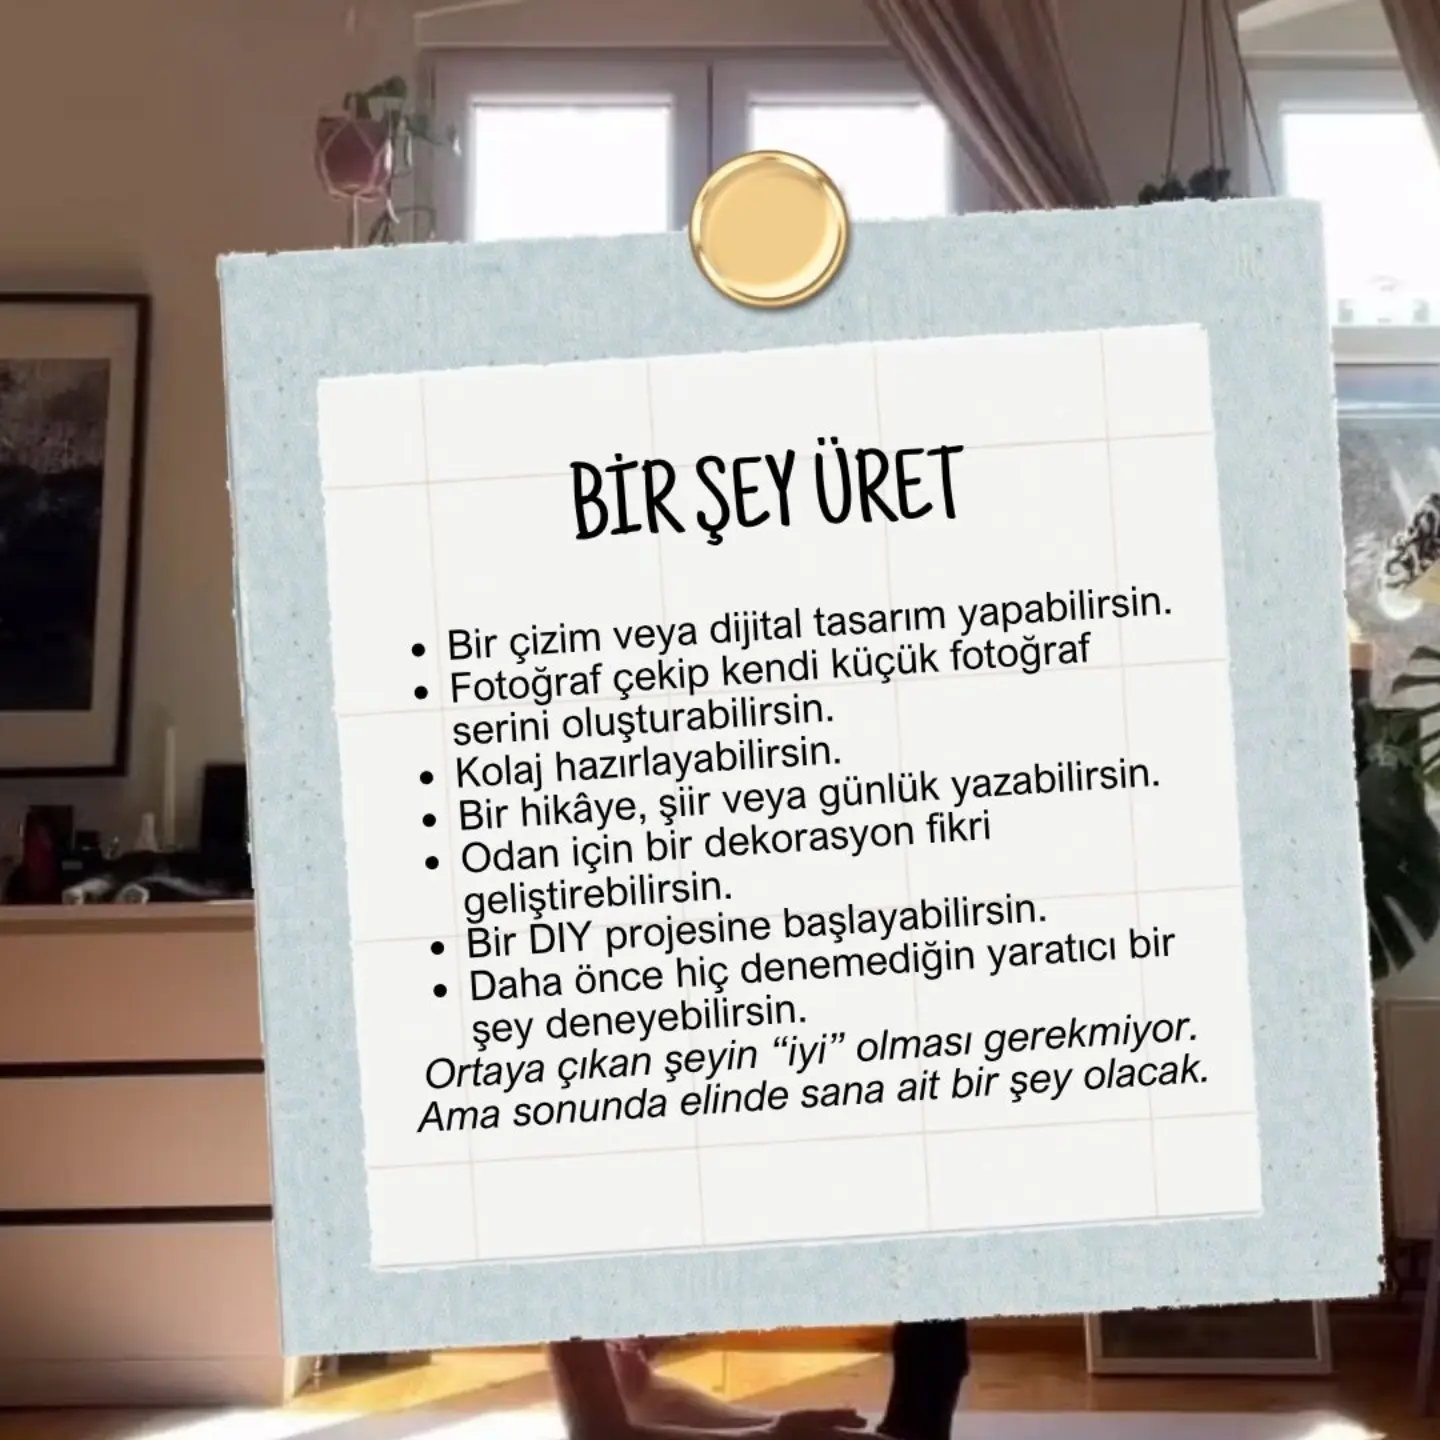 BİR ŞEY ÜRET
• Bir çizim veya dijital tasarım yapabilirsin.
• Fotoğraf çekip kendi küçük fotoğraf
serini oluşturabilirsin.
• Kolaj hazırlayabilirsin.
• Bir hikâye, şiir veya günlük yazabilirsin.
• Odan için bir dekorasyon fikri
geliştirebilirsin.
• Bir DIY projesine başlayabilirsin.
• Daha önce hiç denemediğin yaratıcı bir
şey deneyebilirsin.
Ortaya çıkan şeyin “iyi” olması gerekmiyor.
Ama sonunda elinde sana ait bir şey olacak.